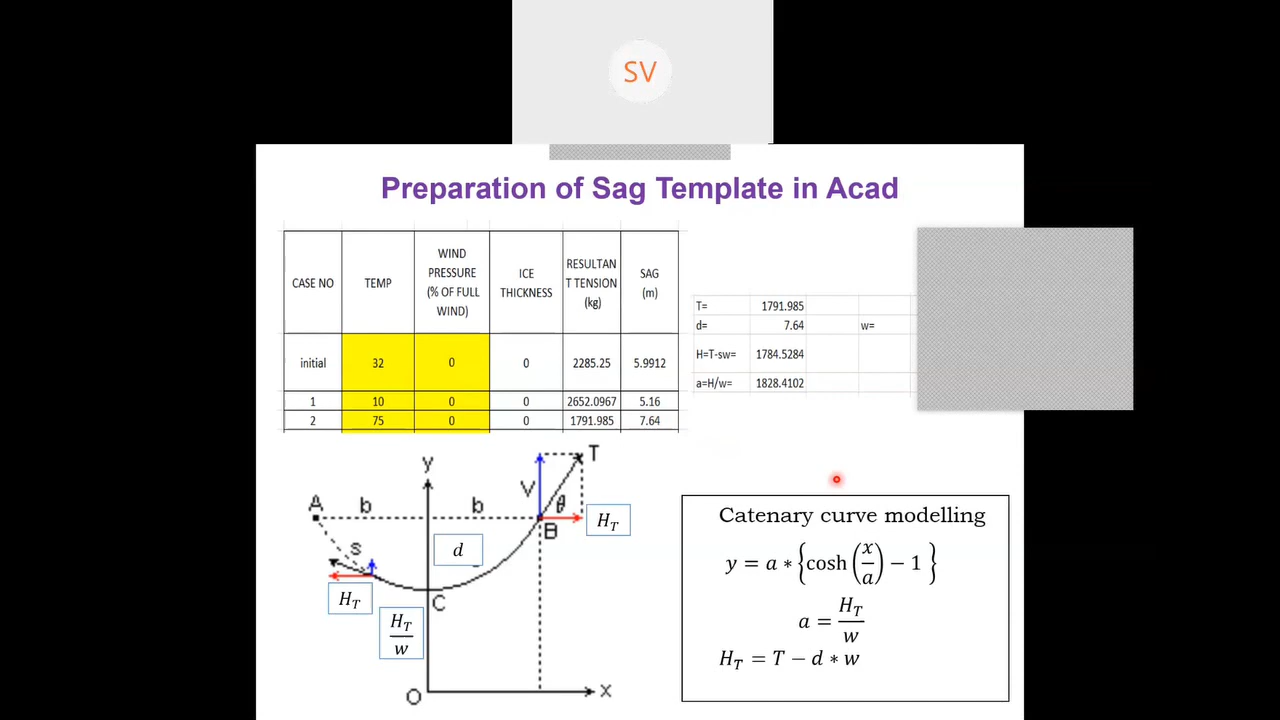 SV
Preparation of Sag Template in Acad
CASE NO TEMP WIND PRESSURE (% OF FULL WIND) ICE THICKNESS RESULTAN T TENSION (kg) SAG (m)
initial 32 0 0 2285.25 5.9912
1 10 0 0 2652.0967 5.16
2 75 0 0 1791.985 7.64
T= 1791.985
d= 7.64 w=
H=T-sw= 1784.5284
a=H/w= 1828.4102
y
T
V θ
A b b
H_T
B
s
d
H_T
C
H_T/w
O x
Catenary curve modelling
y = a * {cosh (x/a) − 1 }
a = H_T/w
H_T = T − d * w